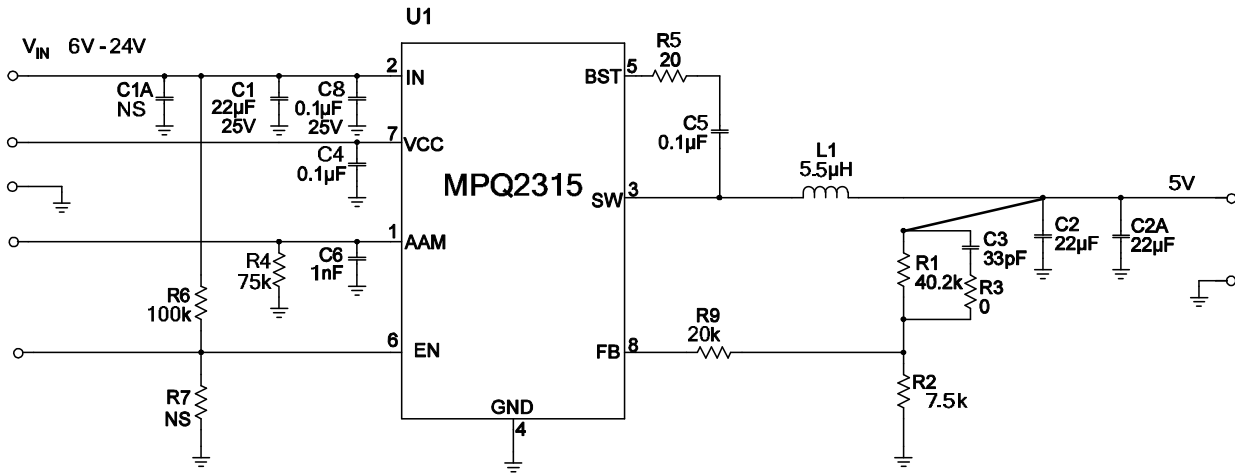 U1
V_IN 6V - 24V
C1A
NS
C1
22µF
25V
C8
0.1µF
25V
2
IN
7
VCC
C4
0.1µF
MPQ2315
1
AAM
R4
75k
C6
1nF
R6
100k
6
EN
R7
NS
GND
4
BST
5
R5
20
C5
0.1µF
SW
3
L1
5.5µH
5V
C2
22µF
C2A
22µF
C3
33pF
R1
40.2k
R3
0
R9
20k
FB
8
R2
7.5k